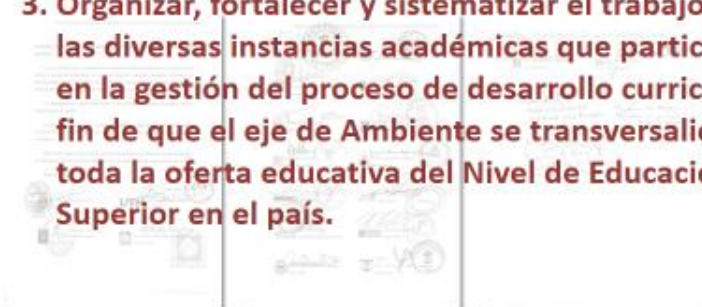 3. Organizar, fortalecer y sistematizar el trabajo
las diversas instancias académicas que partic
en la gestión del proceso de desarrollo curric
fin de que el eje de Ambiente se transversali
toda la oferta educativa del Nivel de Educaci
Superior en el país.